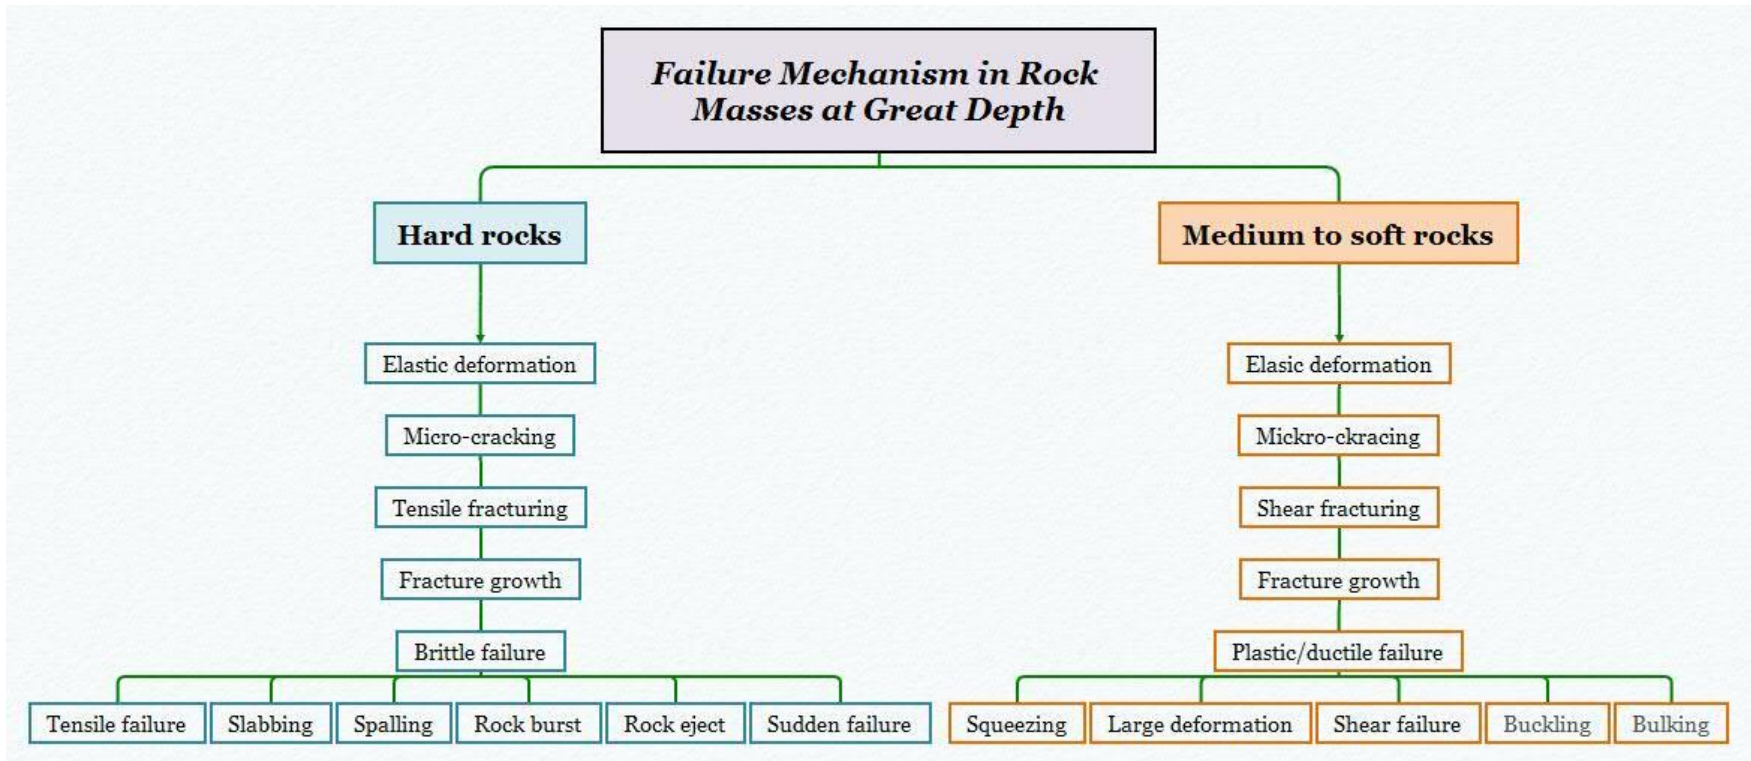 Failure Mechanism in Rock
Masses at Great Depth
Hard rocks
Medium to soft rocks
Elastic deformation
Elasic deformation
Micro-cracking
Mickro-ckracing
Tensile fracturing
Shear fracturing
Fracture growth
Fracture growth
Brittle failure
Plastic/ductile failure
Tensile failure
Slabbing
Spalling
Rock burst
Rock eject
Sudden failure
Squeezing
Large deformation
Shear failure
Buckling
Bulking